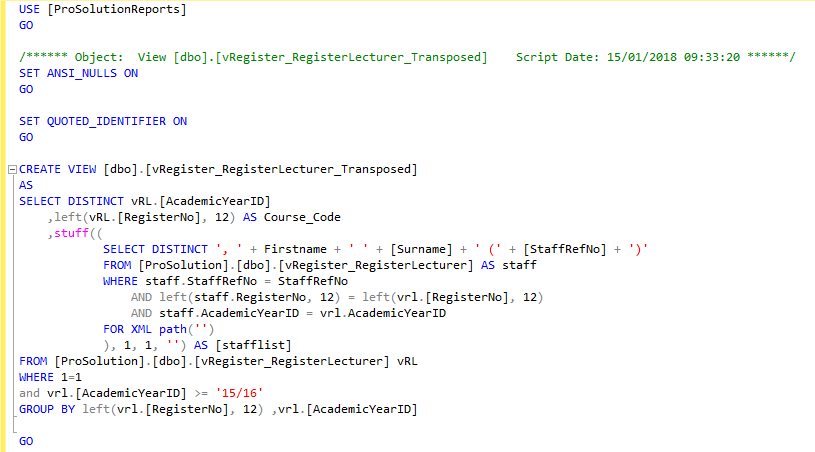 USE [ProSolutionReports]
GO
/****** Object:  View [dbo].[vRegister_RegisterLecturer_Transposed]    Script Date: 15/01/2018 09:33:20 ******/
SET ANSI_NULLS ON
GO
SET QUOTED_IDENTIFIER ON
GO
CREATE VIEW [dbo].[vRegister_RegisterLecturer_Transposed]
AS
SELECT DISTINCT vRL.[AcademicYearID]
    ,left(vRL.[RegisterNo], 12) AS Course_Code
    ,stuff((
            SELECT DISTINCT ', ' + Firstname + ' ' + [Surname] + ' (' + [StaffRefNo] + ')'
            FROM [ProSolution].[dbo].[vRegister_RegisterLecturer] AS staff
            WHERE staff.StaffRefNo = StaffRefNo
                AND left(staff.RegisterNo, 12) = left(vrl.[RegisterNo], 12)
                AND staff.AcademicYearID = vrl.AcademicYearID
            FOR XML path('')
            ), 1, 1, '') AS [stafflist]
FROM [ProSolution].[dbo].[vRegister_RegisterLecturer] vRL
WHERE 1=1
and vrl.[AcademicYearID] >= '15/16'
GROUP BY left(vrl.[RegisterNo], 12) ,vrl.[AcademicYearID]
GO